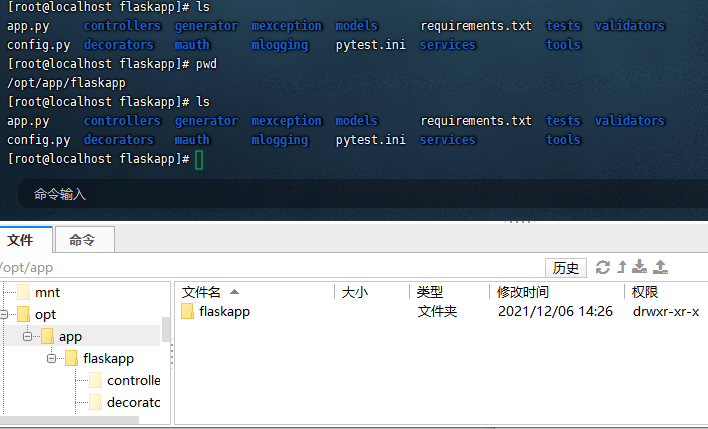 [root@localhost flaskapp]# ls
app.py controllers generator mexception models requirements.txt tests validators
config.py decorators mauth mlogging pytest.ini services tools
[root@localhost flaskapp]# pwd
/opt/app/flaskapp
[root@localhost flaskapp]# ls
app.py controllers generator mexception models requirements.txt tests validators
config.py decorators mauth mlogging pytest.ini services tools
[root@localhost flaskapp]#
命令输入
文件 命令
/opt/app 历史
mnt
opt
app
flaskapp
controlle
decorato
文件名 大小 类型 修改时间 权限
flaskapp 文件夹 2021/12/06 14:26 drwxr-xr-x